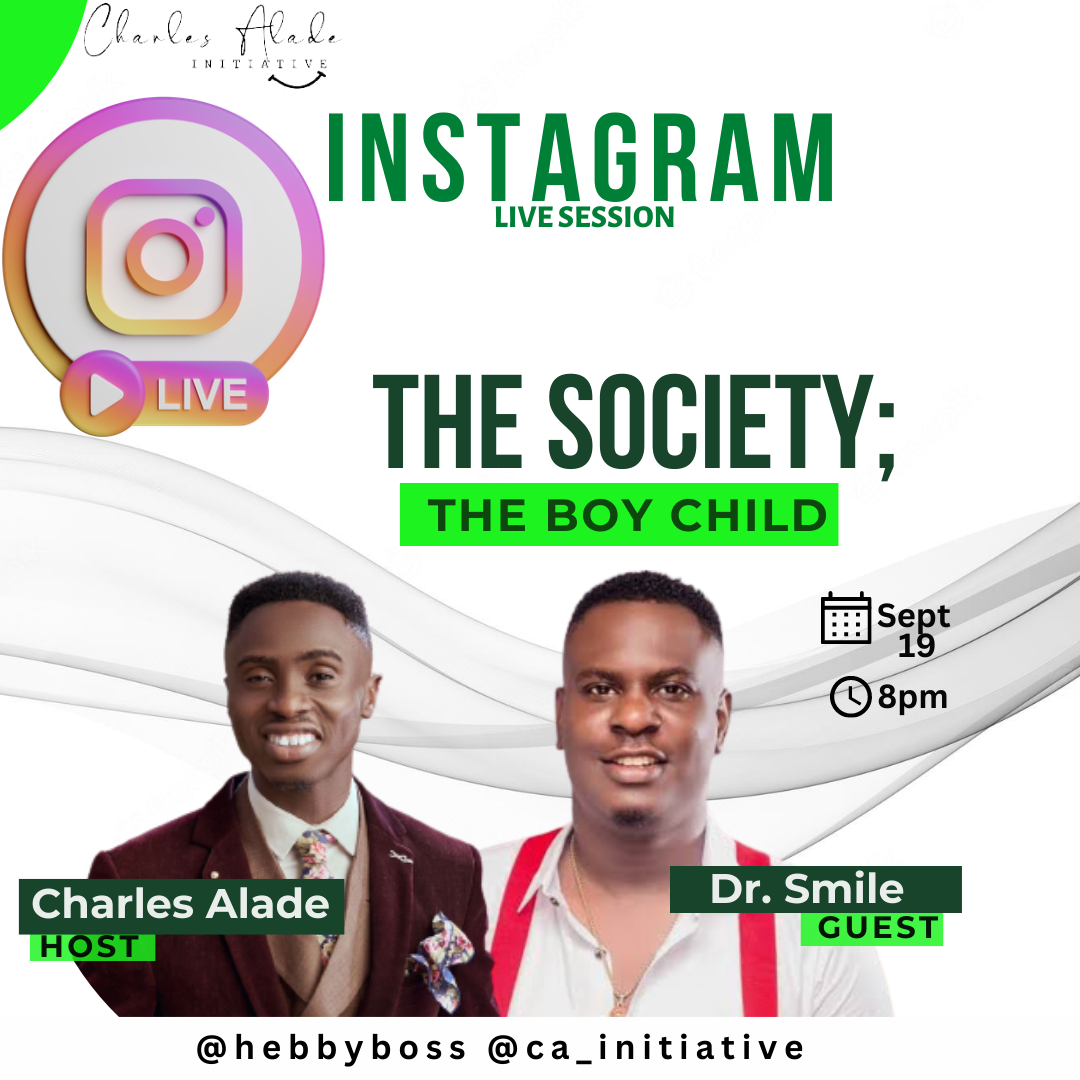 Charles Alade
INITIATIVE
INSTAGRAM
LIVE SESSION
LIVE
THE SOCIETY;
THE BOY CHILD
Sept
19
8pm
Charles Alade
HOST
Dr. Smile
GUEST
@hebbyboss @ca_initiative